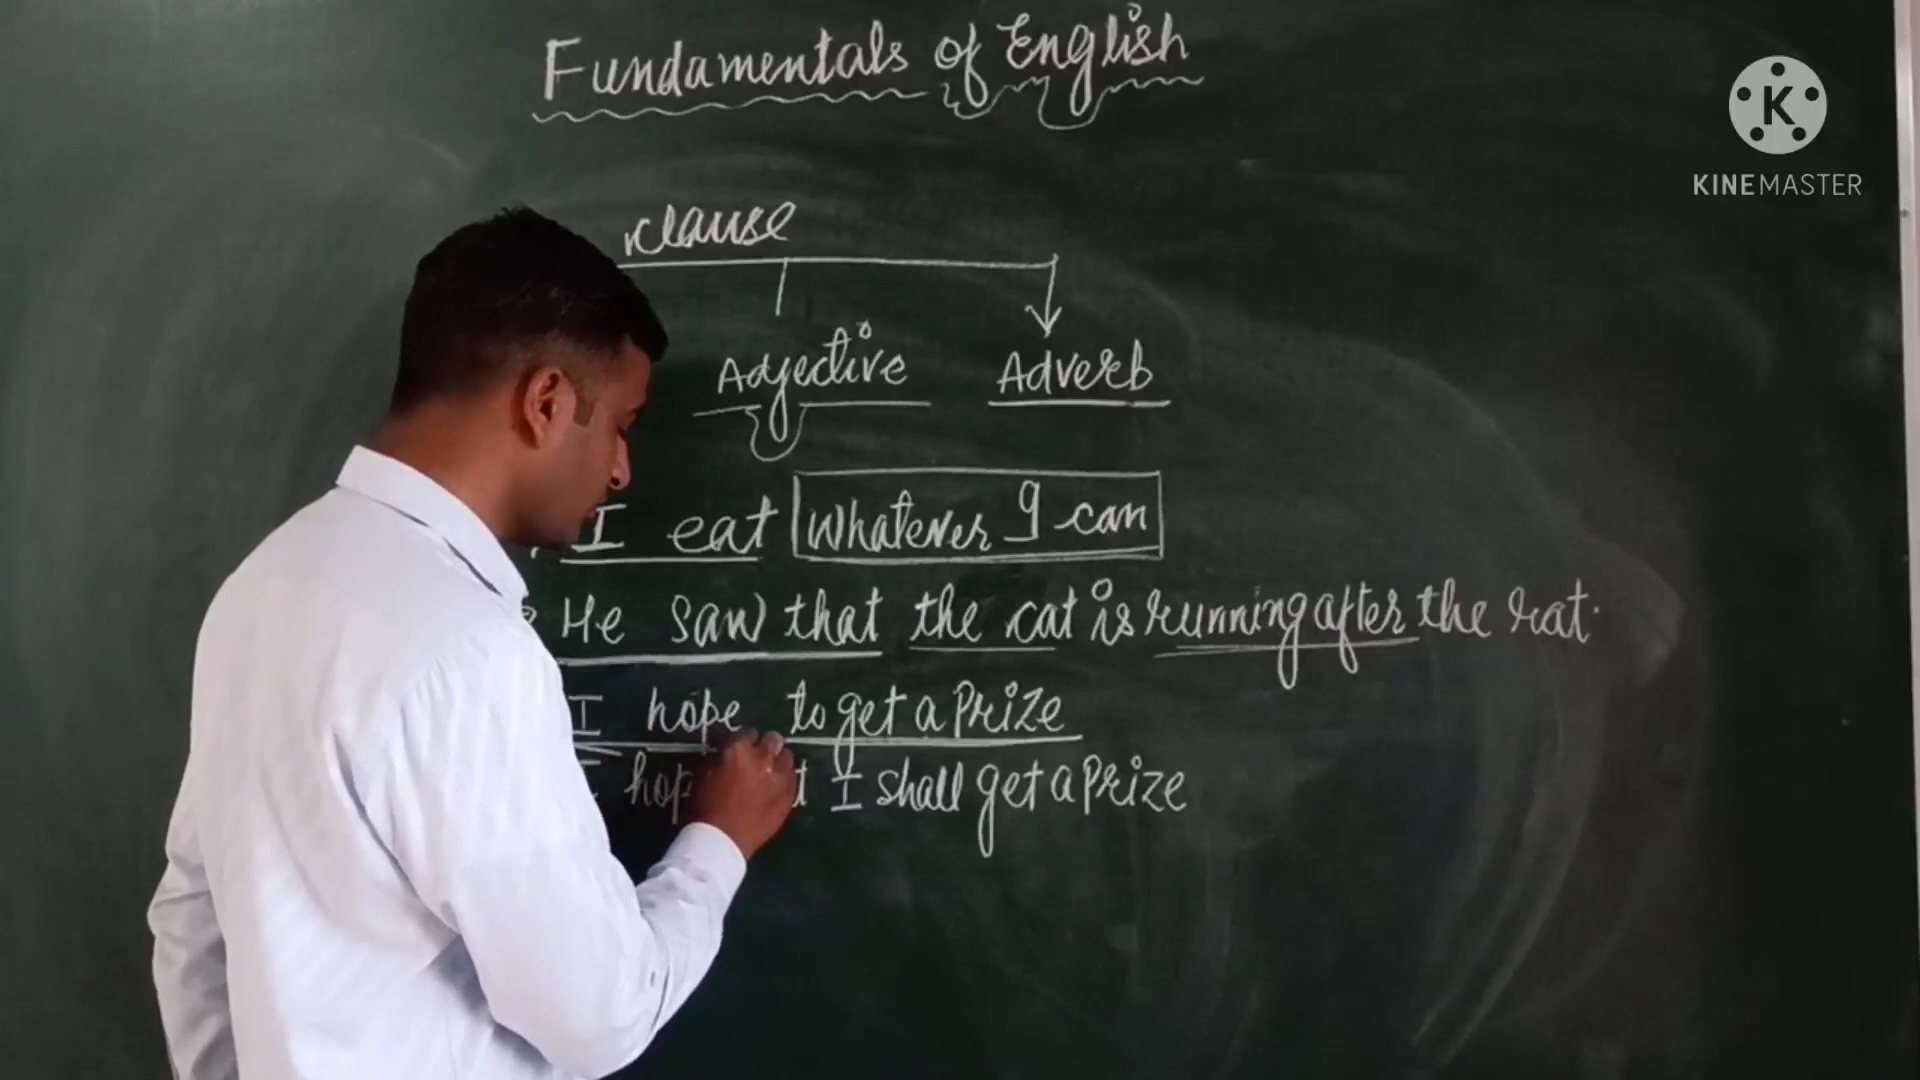 Fundamentals of English
KINEMASTER
clause
Adjective Adverb
I eat whatever I can
He saw that the cat is running after the rat.
I hope to get a Prize
I shall get a Prize